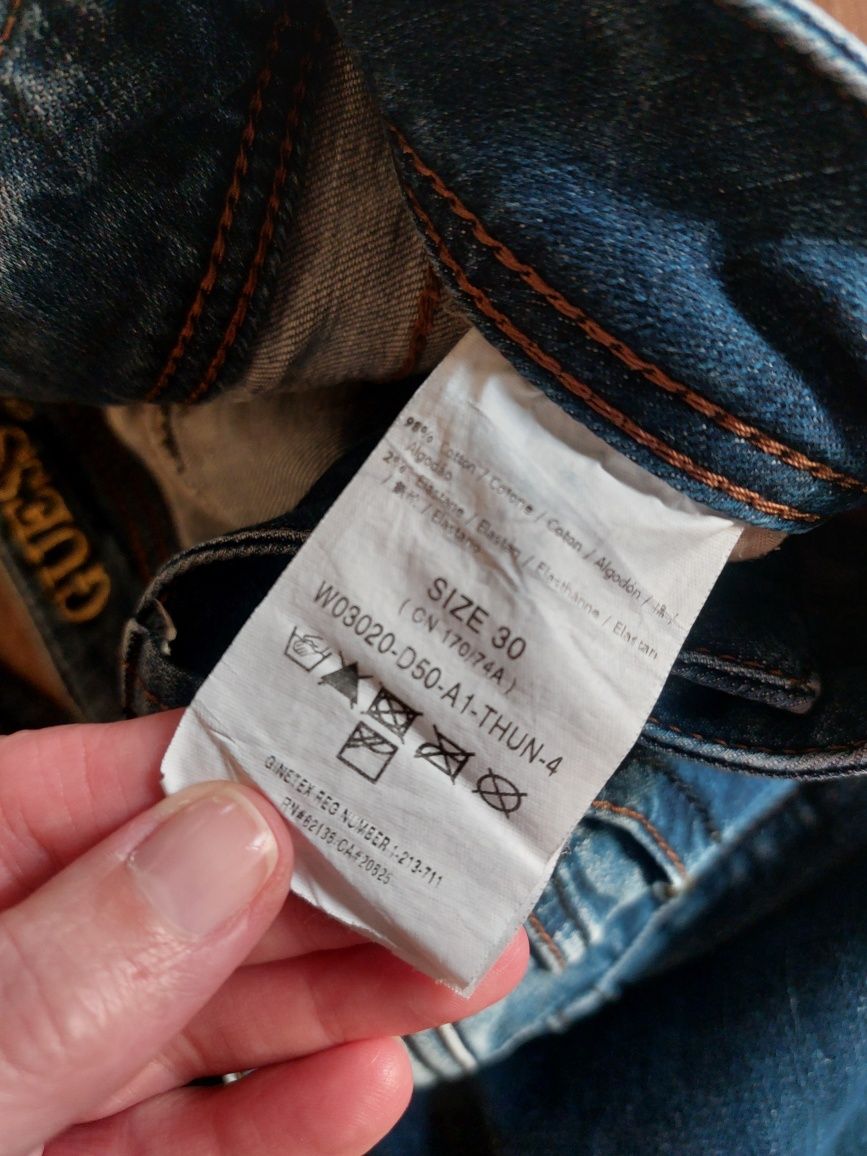 98% Cotton / Cotone / Coton / Algodón /
Algodão
2% Elastane / Elastan / Elasthanne / Elastan
/ Elastano
SIZE 30
( CN 170/74A )
W03020-D50-A1-THUN-4
GINETEX-REG NUMBER.1-213-711
RN#62136/CA#20825
GUESS